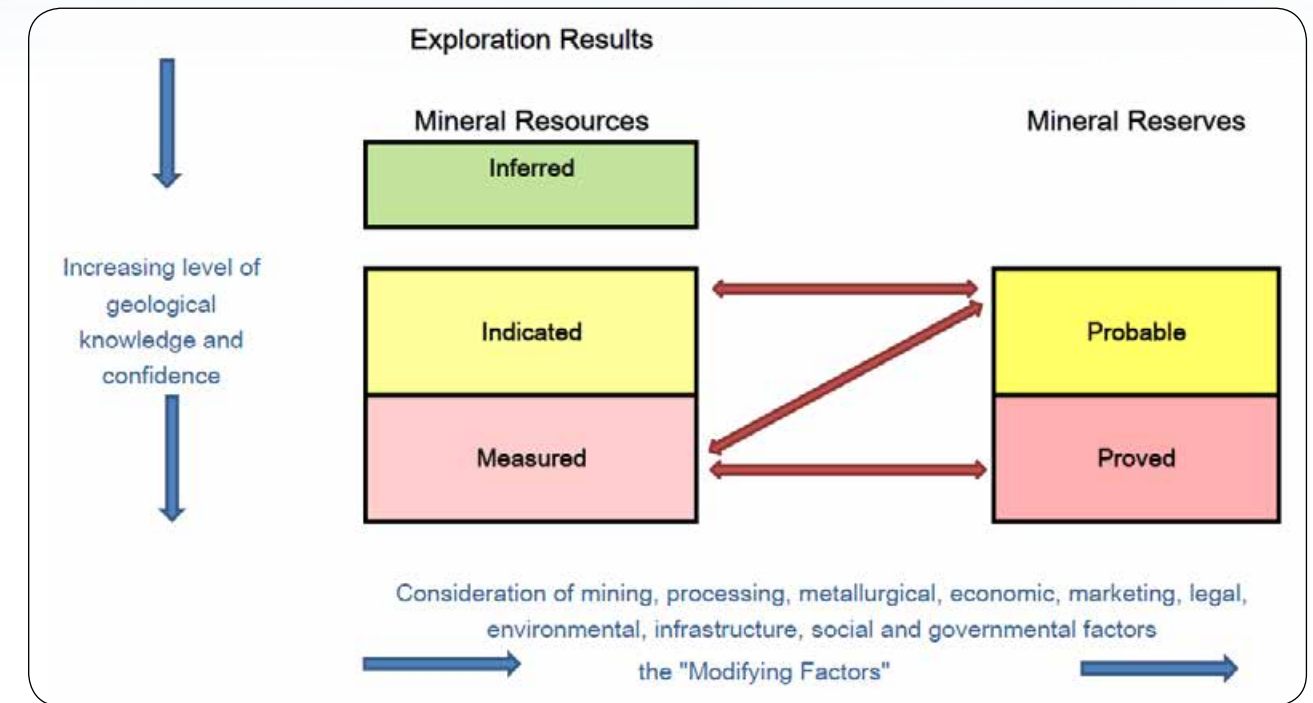 Exploration Results
Mineral Resources
Mineral Reserves
Inferred
Increasing level of
geological
knowledge and
confidence
Indicated
Probable
Measured
Proved
Consideration of mining, processing, metallurgical, economic, marketing, legal,
environmental, infrastructure, social and governmental factors
the "Modifying Factors"